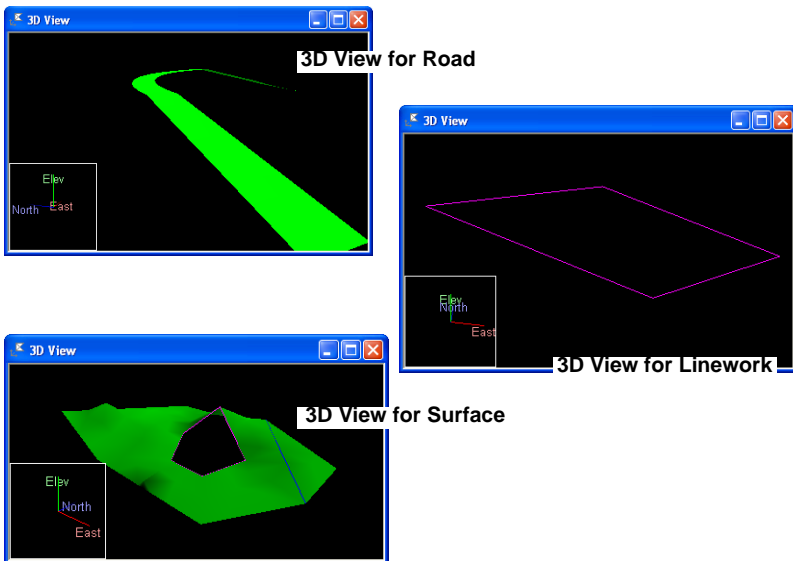 3D View
3D View for Road
Elev
North East
3D View
Elev
North
East
3D View for Linework
3D View
3D View for Surface
Elev
North
East